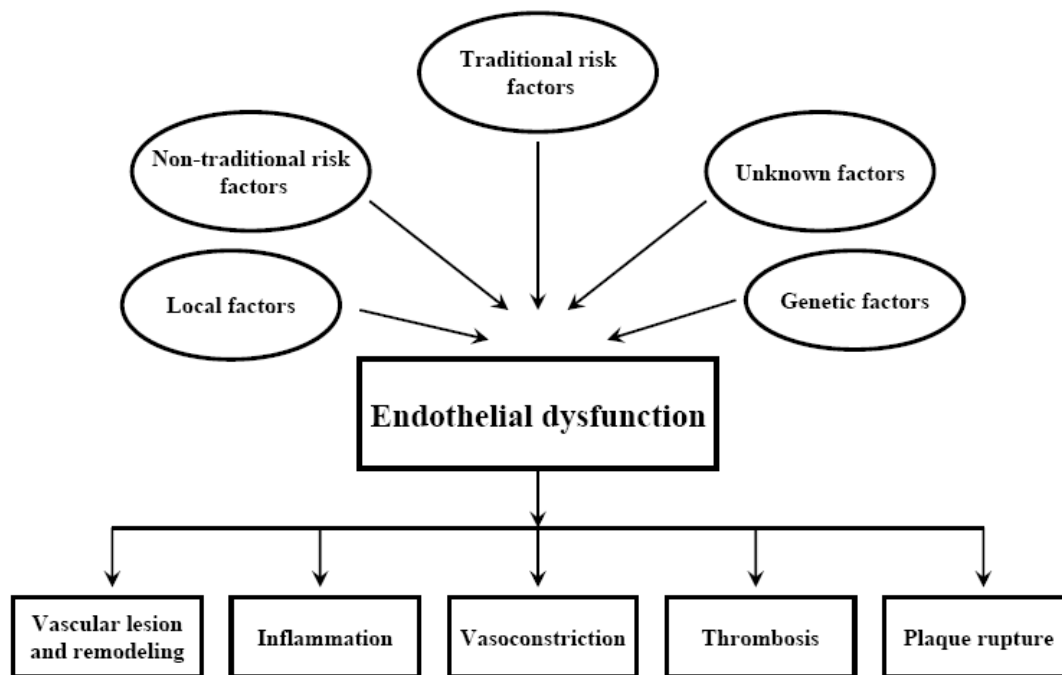 Traditional risk
factors
Non-traditional risk
factors
Unknown factors
Local factors
Genetic factors
Endothelial dysfunction
Vascular lesion
and remodeling
Inflammation
Vasoconstriction
Thrombosis
Plaque rupture